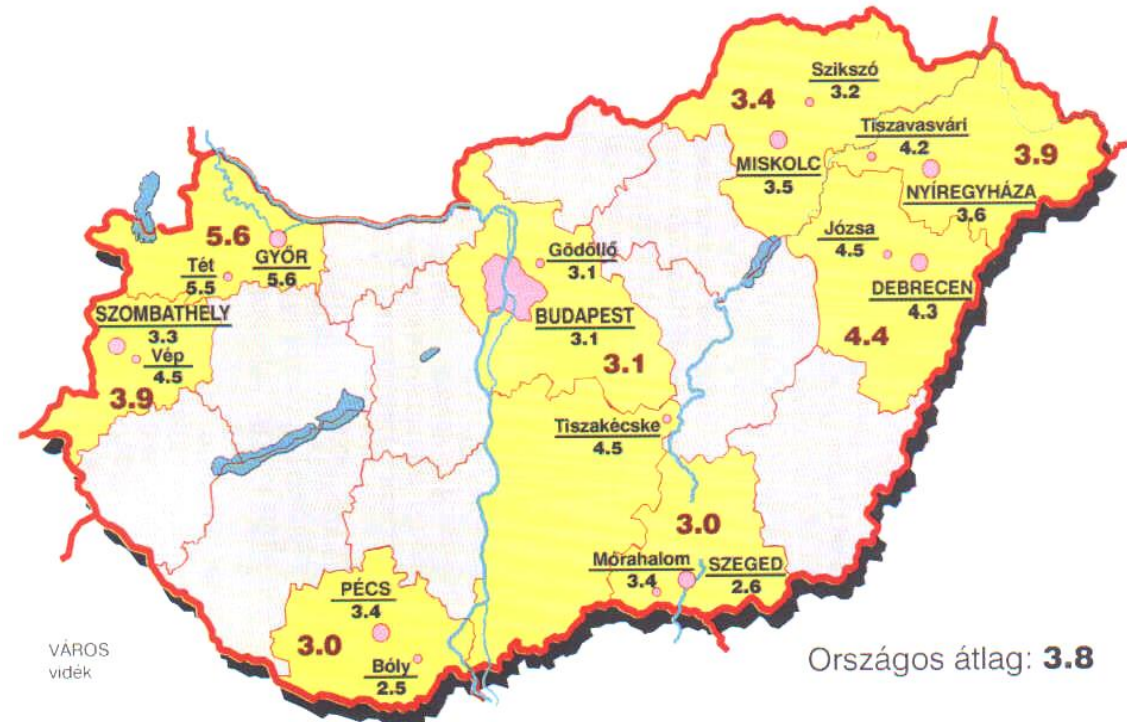 Szikszó
3.2
3.4
Tiszavasvári
4.2
3.9
MISKOLC
3.5
NYÍREGYHÁZA
3.6
5.6
GYŐR
5.6
Tét
5.5
Gödöllő
3.1
Józsa
4.5
DEBRECEN
4.3
SZOMBATHELY
3.3
Vép
4.5
3.9
BUDAPEST
3.1
3.1
4.4
Tiszakécske
4.5
3.0
Mórahalom
3.4
SZEGED
2.6
PÉCS
3.4
3.0
Bóly
2.5
VÁROS
vidék
Országos átlag: 3.8